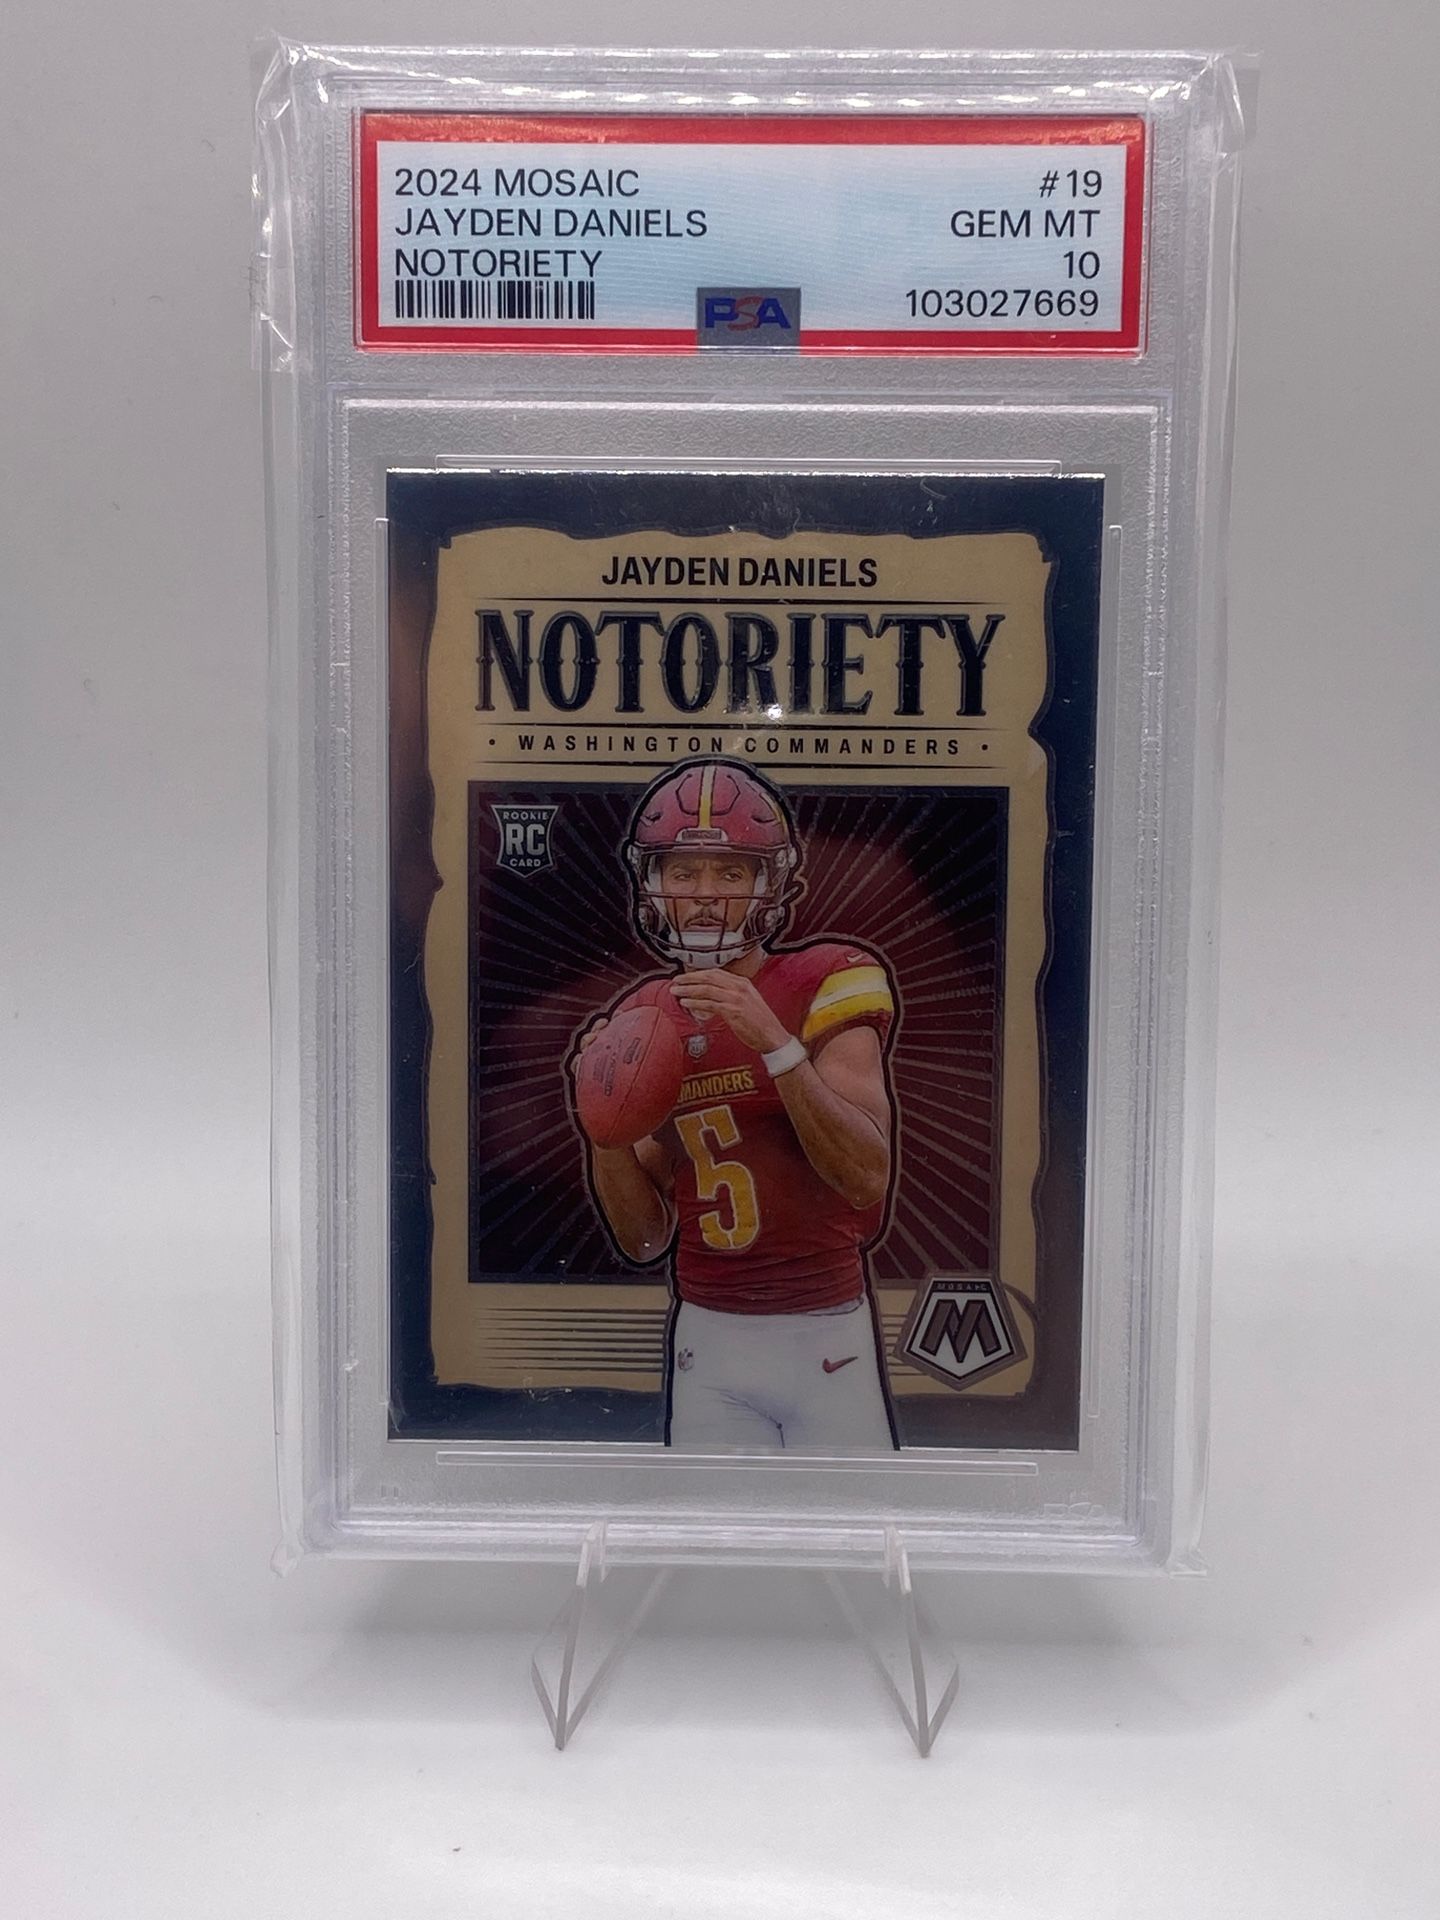 2024 MOSAIC #19
JAYDEN DANIELS GEM MT
NOTORIETY 10
PSA 103027669
JAYDEN DANIELS
NOTORIETY
• WASHINGTON COMMANDERS •
ROOKIE
RC
CARD
MANDERS
5
MOSAIC
M